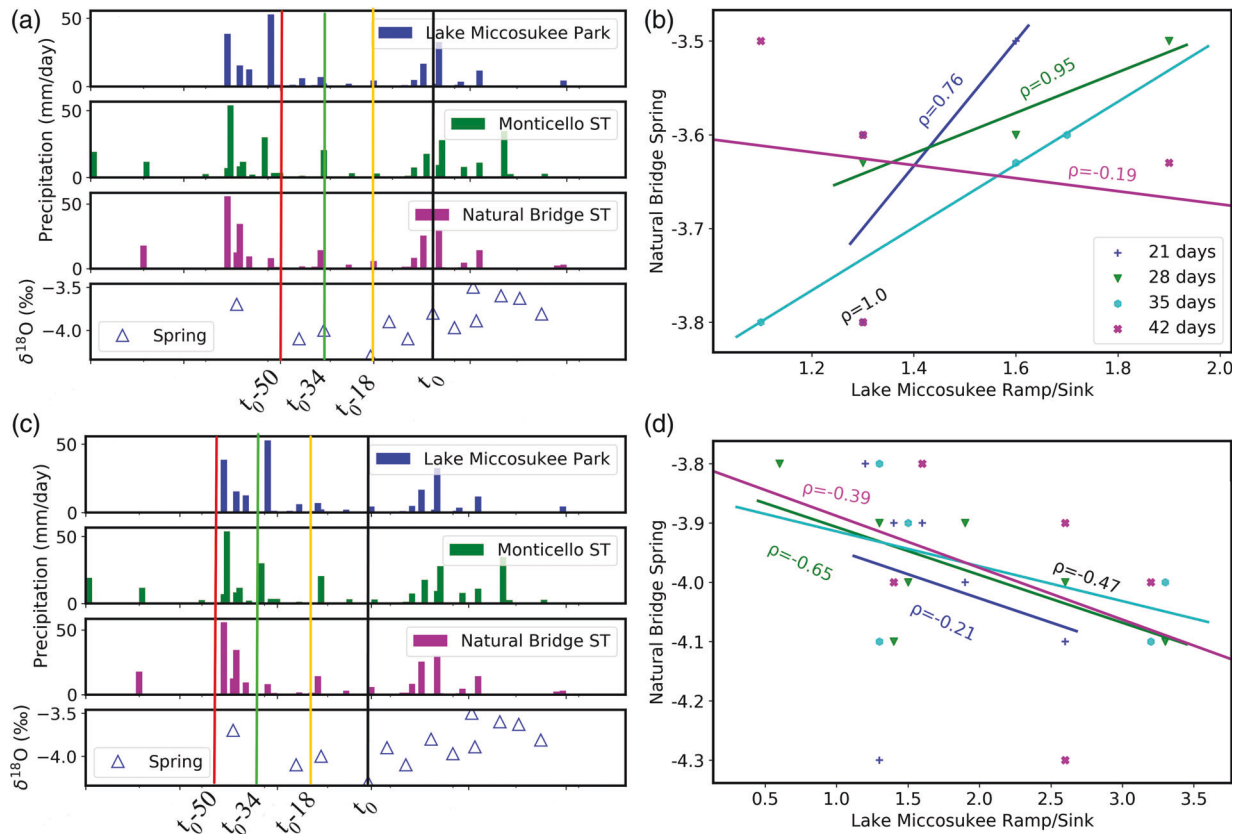 (a)
50
0
Lake Miccosukee Park
50
0
Monticello ST
50
0
Natural Bridge ST
Precipitation (mm/day)
−3.5
−4.0
δ18O (‰)
Spring
t0-50
t0-34
t0-18
t0
(b)
-3.5
-3.6
-3.7
-3.8
Natural Bridge Spring
ρ=0.76
ρ=0.95
ρ=-0.19
ρ=1.0
21 days
28 days
35 days
42 days
1.2 1.4 1.6 1.8 2.0
Lake Miccosukee Ramp/Sink
(c)
50
0
Lake Miccosukee Park
50
0
Monticello ST
50
0
Natural Bridge ST
Precipitation (mm/day)
−3.5
−4.0
δ18O (‰)
Spring
t0-50
t0-34
t0-18
t0
(d)
-3.8
-3.9
-4.0
-4.1
-4.2
-4.3
Natural Bridge Spring
ρ=-0.39
ρ=-0.65
ρ=-0.47
ρ=-0.21
0.5 1.0 1.5 2.0 2.5 3.0 3.5
Lake Miccosukee Ramp/Sink